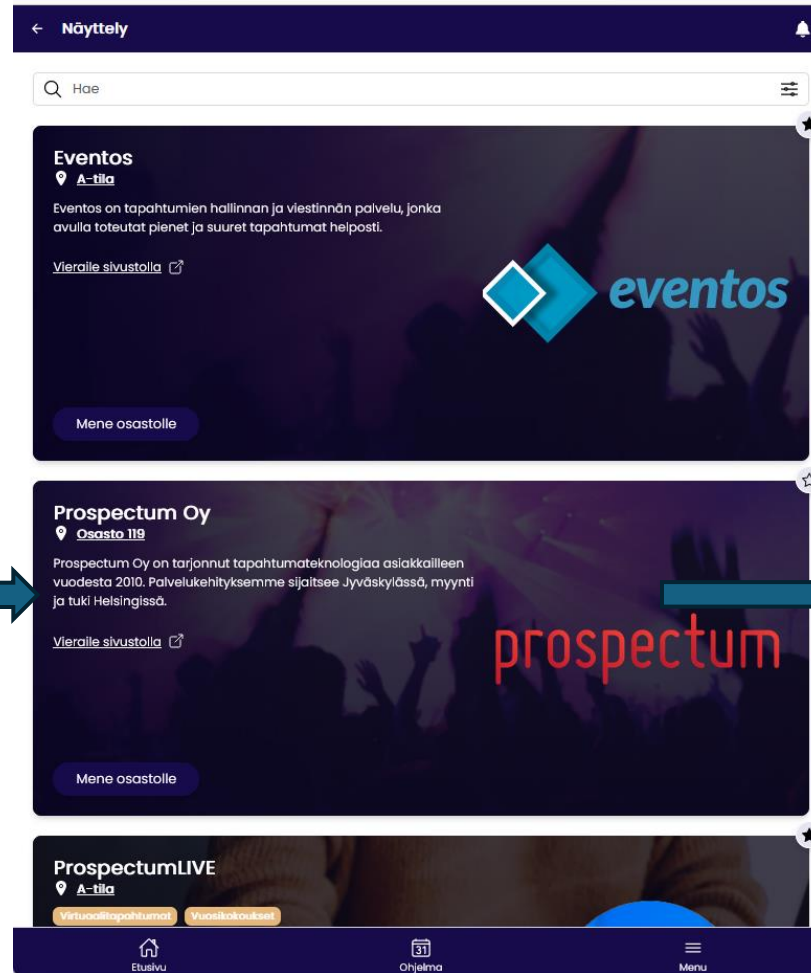 Näyttely
Hae
Eventos
A-tila
Eventos on tapahtumien hallinnan ja viestinnän palvelu, jonka
avulla toteutat pienet ja suuret tapahtumat helposti.
Vieraile sivustolla
eventos
Mene osastolle
Prospectum Oy
Osasto 119
Prospectum Oy on tarjonnut tapahtumateknologiaa asiakkailleen
vuodesta 2010. Palvelukehityksemme sijaitsee Jyväskylässä, myynti
ja tuki Helsingissä.
Vieraile sivustolla
prospectum
Mene osastolle
ProspectumLIVE
A-tila
Virtuaalitapahtumat Vuosikokoukset
31
Etusivu Ohjelma Menu